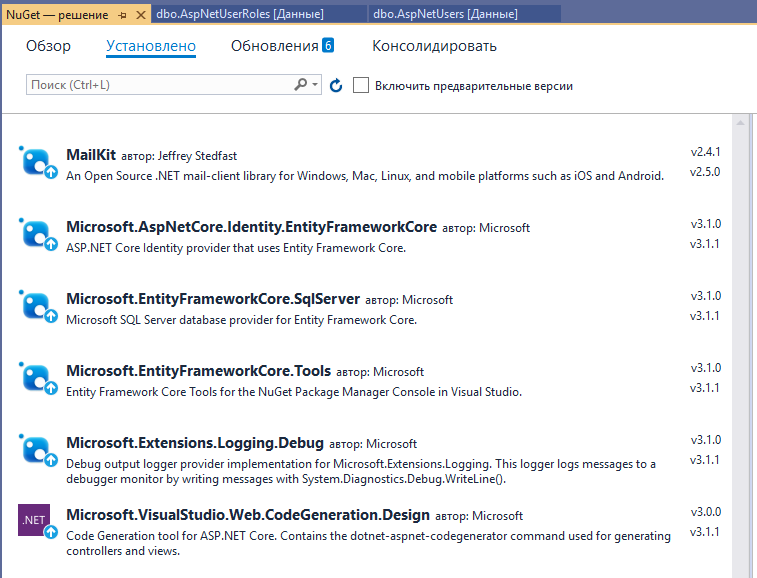 NuGet — решение
dbo.AspNetUserRoles [Данные]
dbo.AspNetUsers [Данные]
Обзор
Установлено
Обновления 6
Консолидировать
Поиск (Ctrl+L)
Включить предварительные версии
MailKit автор: Jeffrey Stedfast
v2.4.1
An Open Source .NET mail-client library for Windows, Mac, Linux, and mobile platforms such as iOS and Android.
v2.5.0
Microsoft.AspNetCore.Identity.EntityFrameworkCore автор: Microsoft
v3.1.0
ASP.NET Core Identity provider that uses Entity Framework Core.
v3.1.1
Microsoft.EntityFrameworkCore.SqlServer автор: Microsoft
v3.1.0
Microsoft SQL Server database provider for Entity Framework Core.
v3.1.1
Microsoft.EntityFrameworkCore.Tools автор: Microsoft
v3.1.0
Entity Framework Core Tools for the NuGet Package Manager Console in Visual Studio.
v3.1.1
Microsoft.Extensions.Logging.Debug автор: Microsoft
v3.1.0
Debug output logger provider implementation for Microsoft.Extensions.Logging. This logger logs messages to a
v3.1.1
debugger monitor by writing messages with System.Diagnostics.Debug.WriteLine().
.NET
Microsoft.VisualStudio.Web.CodeGeneration.Design автор: Microsoft
v3.0.0
Code Generation tool for ASP.NET Core. Contains the dotnet-aspnet-codegenerator command used for generating
v3.1.1
controllers and views.